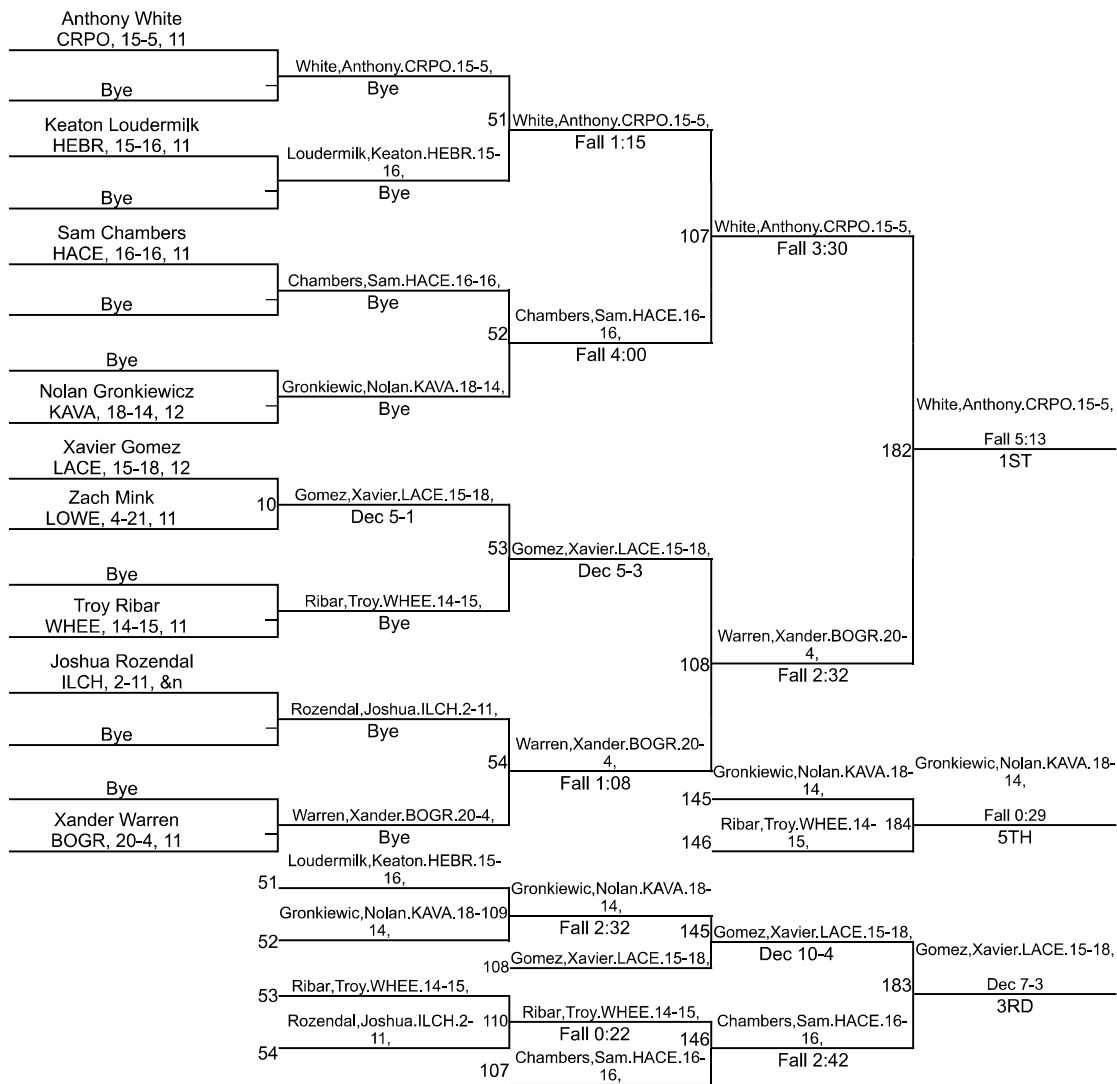 Anthony White
CRPO, 15-5, 11
White,Anthony.CRPO.15-5,
Bye
Bye
51
White,Anthony.CRPO.15-5,
Fall 1:15
Keaton Loudermilk
HEBR, 15-16, 11
Loudermilk,Keaton.HEBR.15-
16,
Bye
Bye
Sam Chambers
HACE, 16-16, 11
107
White,Anthony.CRPO.15-5,
Fall 3:30
Chambers,Sam.HACE.16-16,
Bye
Bye
52
Chambers,Sam.HACE.16-
16,
Fall 4:00
Bye
Nolan Gronkiewicz
KAVA, 18-14, 12
Gronkiewic,Nolan.KAVA.18-14,
Bye
White,Anthony.CRPO.15-5,
182
Fall 5:13
1ST
Xavier Gomez
LACE, 15-18, 12
Zach Mink
LOWE, 4-21, 11
10
Gomez,Xavier.LACE.15-18,
Dec 5-1
53
Gomez,Xavier.LACE.15-18,
Dec 5-3
Bye
Troy Ribar
WHEE, 14-15, 11
Ribar,Troy.WHEE.14-15,
Bye
108
Warren,Xander.BOGR.20-
4,
Fall 2:32
Joshua Rozendal
ILCH, 2-11, &n
Rozendal,Joshua.ILCH.2-11,
Bye
Bye
54
Warren,Xander.BOGR.20-
4,
Fall 1:08
Bye
Xander Warren
BOGR, 20-4, 11
Warren,Xander.BOGR.20-4,
Bye
Gronkiewic,Nolan.KAVA.18-
14,
145
Ribar,Troy.WHEE.14-
15,
146
184
Gronkiewic,Nolan.KAVA.18-
14,
Fall 0:29
5TH
Loudermilk,Keaton.HEBR.15-
16,
51
Gronkiewic,Nolan.KAVA.18-
14,
52
109
Gronkiewic,Nolan.KAVA.18-
14,
Fall 2:32
145
Gomez,Xavier.LACE.15-18,
Dec 10-4
108
Gomez,Xavier.LACE.15-18,
183
Gomez,Xavier.LACE.15-18,
Dec 7-3
3RD
53
Ribar,Troy.WHEE.14-15,
Rozendal,Joshua.ILCH.2-
11,
54
110
Ribar,Troy.WHEE.14-15,
Fall 0:22
146
Chambers,Sam.HACE.16-
16,
Fall 2:42
107
Chambers,Sam.HACE.16-
16,